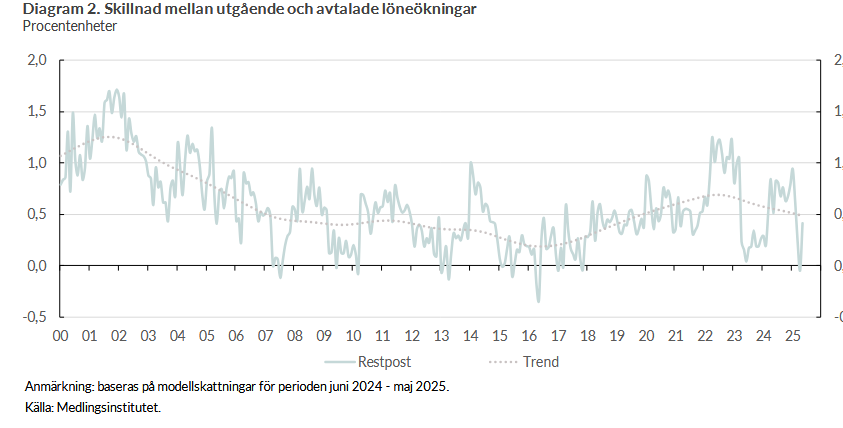 Diagram 2. Skillnad mellan utgående och avtalade löneökningar
Procentenheter
2,0
1,5
1,0
0,5
0,0
-0,5
00 01 02 03 04 05 06 07 08 09 10 11 12 13 14 15 16 17 18 19 20 21 22 23 24 25
Restpost Trend
Anmärkning: baseras på modellskattningar för perioden juni 2024 - maj 2025.
Källa: Medlingsinstitutet.